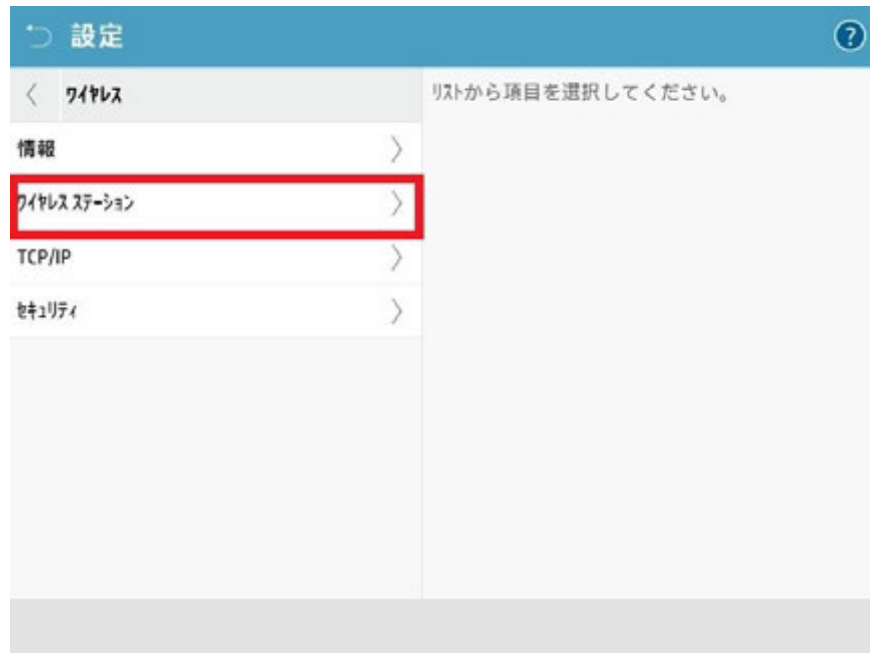 設定
?
ワイヤレス
リストから項目を選択してください。
情報
ワイヤレス ステーション
TCP/IP
セキュリティ